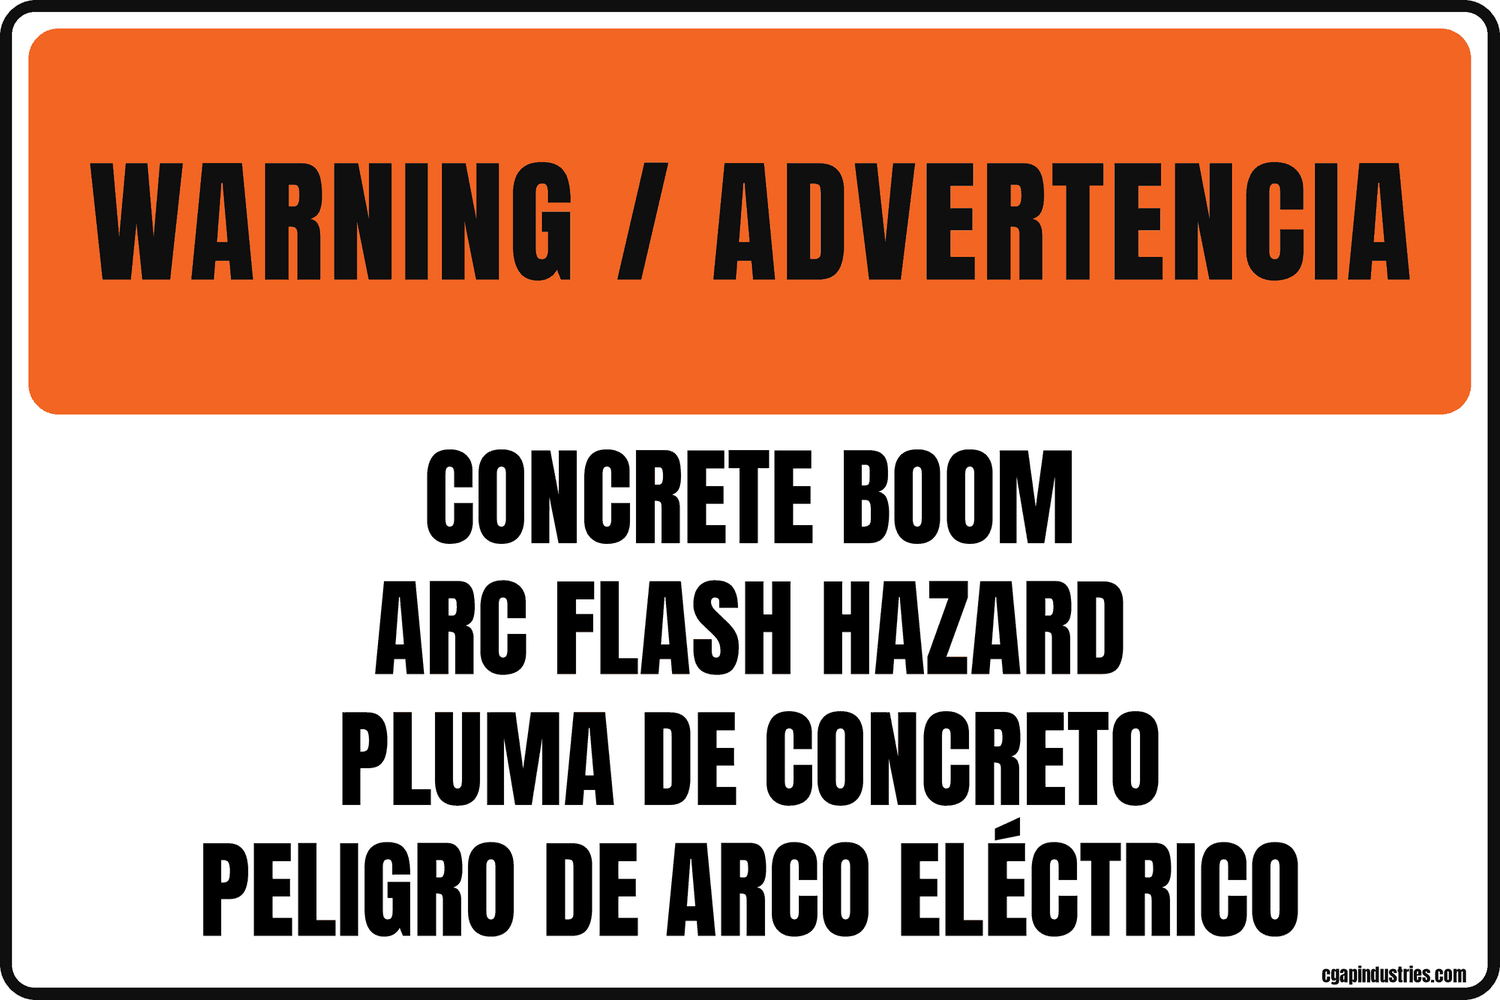 WARNING / ADVERTENCIA
CONCRETE BOOM
ARC FLASH HAZARD
PLUMA DE CONCRETO
PELIGRO DE ARCO ELÉCTRICO
cgapindustries.com